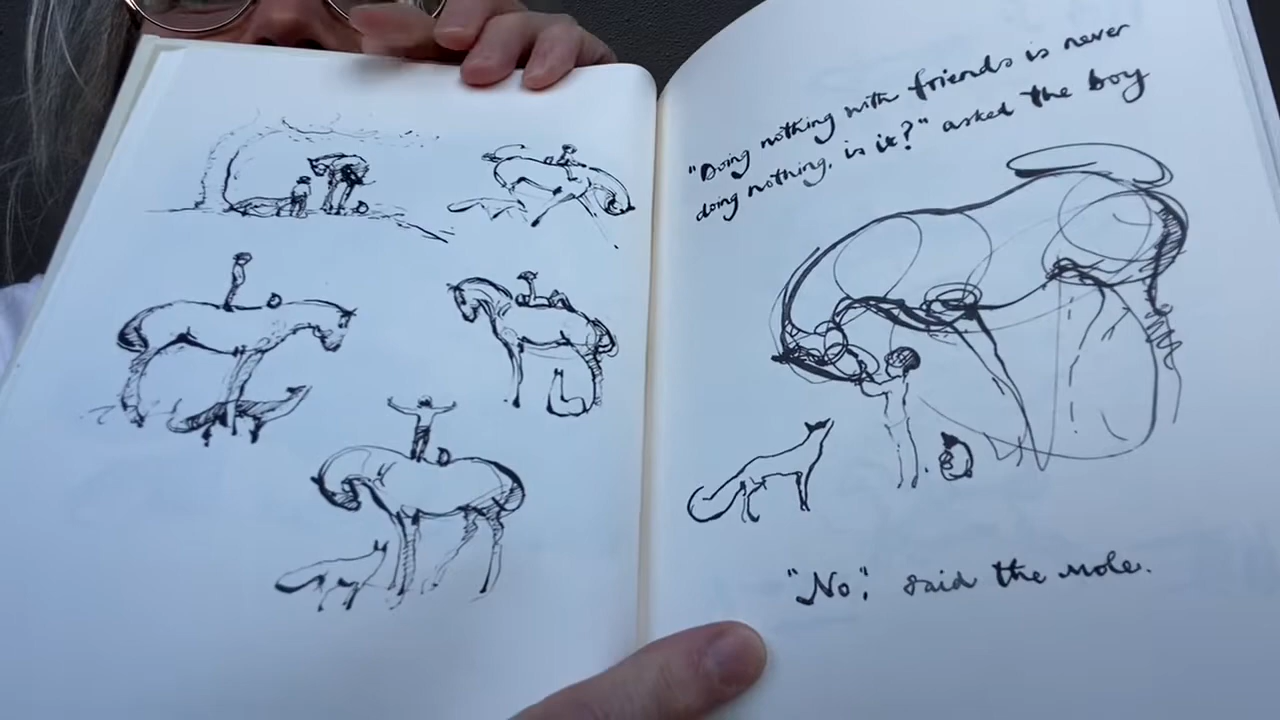 "Doing nothing with friends is never
doing nothing, is it?" asked the boy
"No", said the mole.